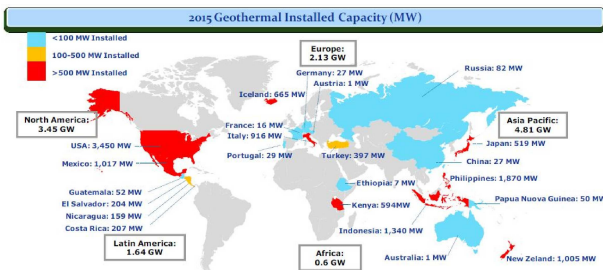 2015 Geothermal Installed Capacity (MW)
<100 MW Installed
100-500 MW Installed
>500 MW Installed
Europe:
2.13 GW
Germany: 27 MW
Austria: 1 MW
Russia: 82 MW
Iceland: 665 MW
North America:
3.45 GW
France: 16 MW
Italy: 916 MW
Asia Pacific:
4.81 GW
USA: 3,450 MW
Japan: 519 MW
Mexico: 1,017 MW
Portugal: 29 MW
Turkey: 397 MW
China: 27 MW
Philippines: 1,870 MW
Guatemala: 52 MW
Ethiopia: 7 MW
El Salvador: 204 MW
Kenya: 594MW
Papua Nuova Guinea: 50 MW
Nicaragua: 159 MW
Costa Rica: 207 MW
Indonesia: 1,340 MW
Latin America:
1.64 GW
Africa:
0.6 GW
Australia: 1 MW
New Zeland: 1,005 MW